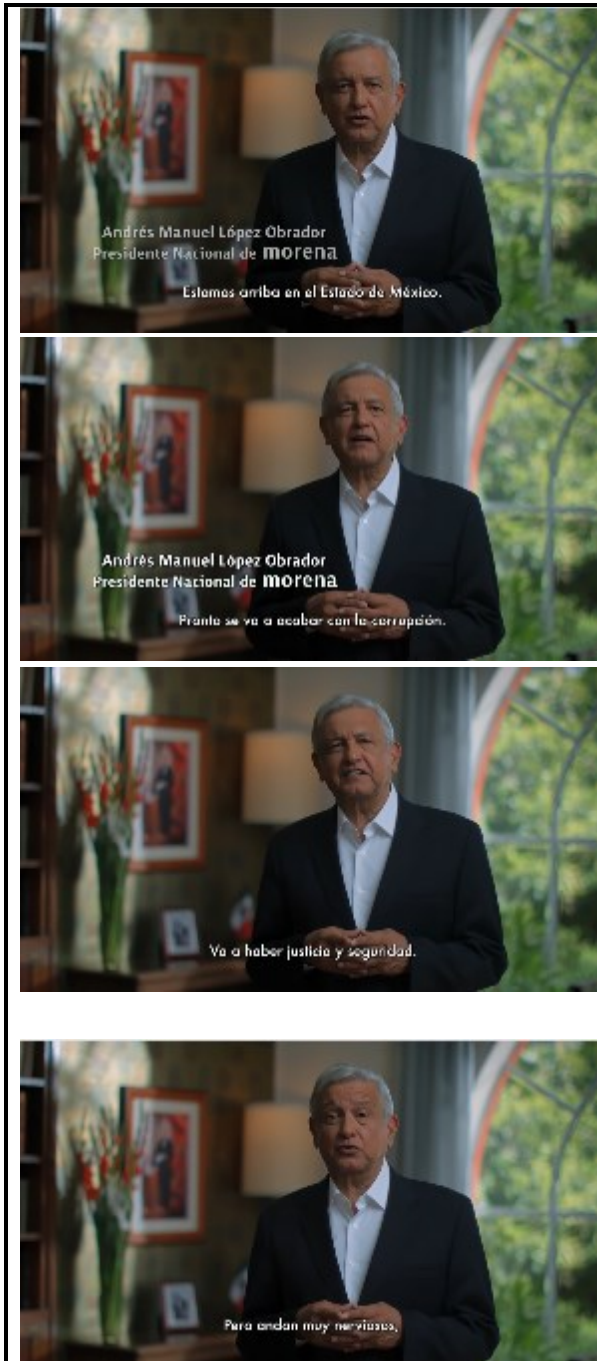 Andrés Manuel López Obrador
Presidente Nacional de morena
Estamos arriba en el Estado de México.
Andrés Manuel López Obrador
Presidente Nacional de morena
Pronto se va a acabar con la corrupción.
Va a haber justicia y seguridad.
Pero andan muy nerviosos,